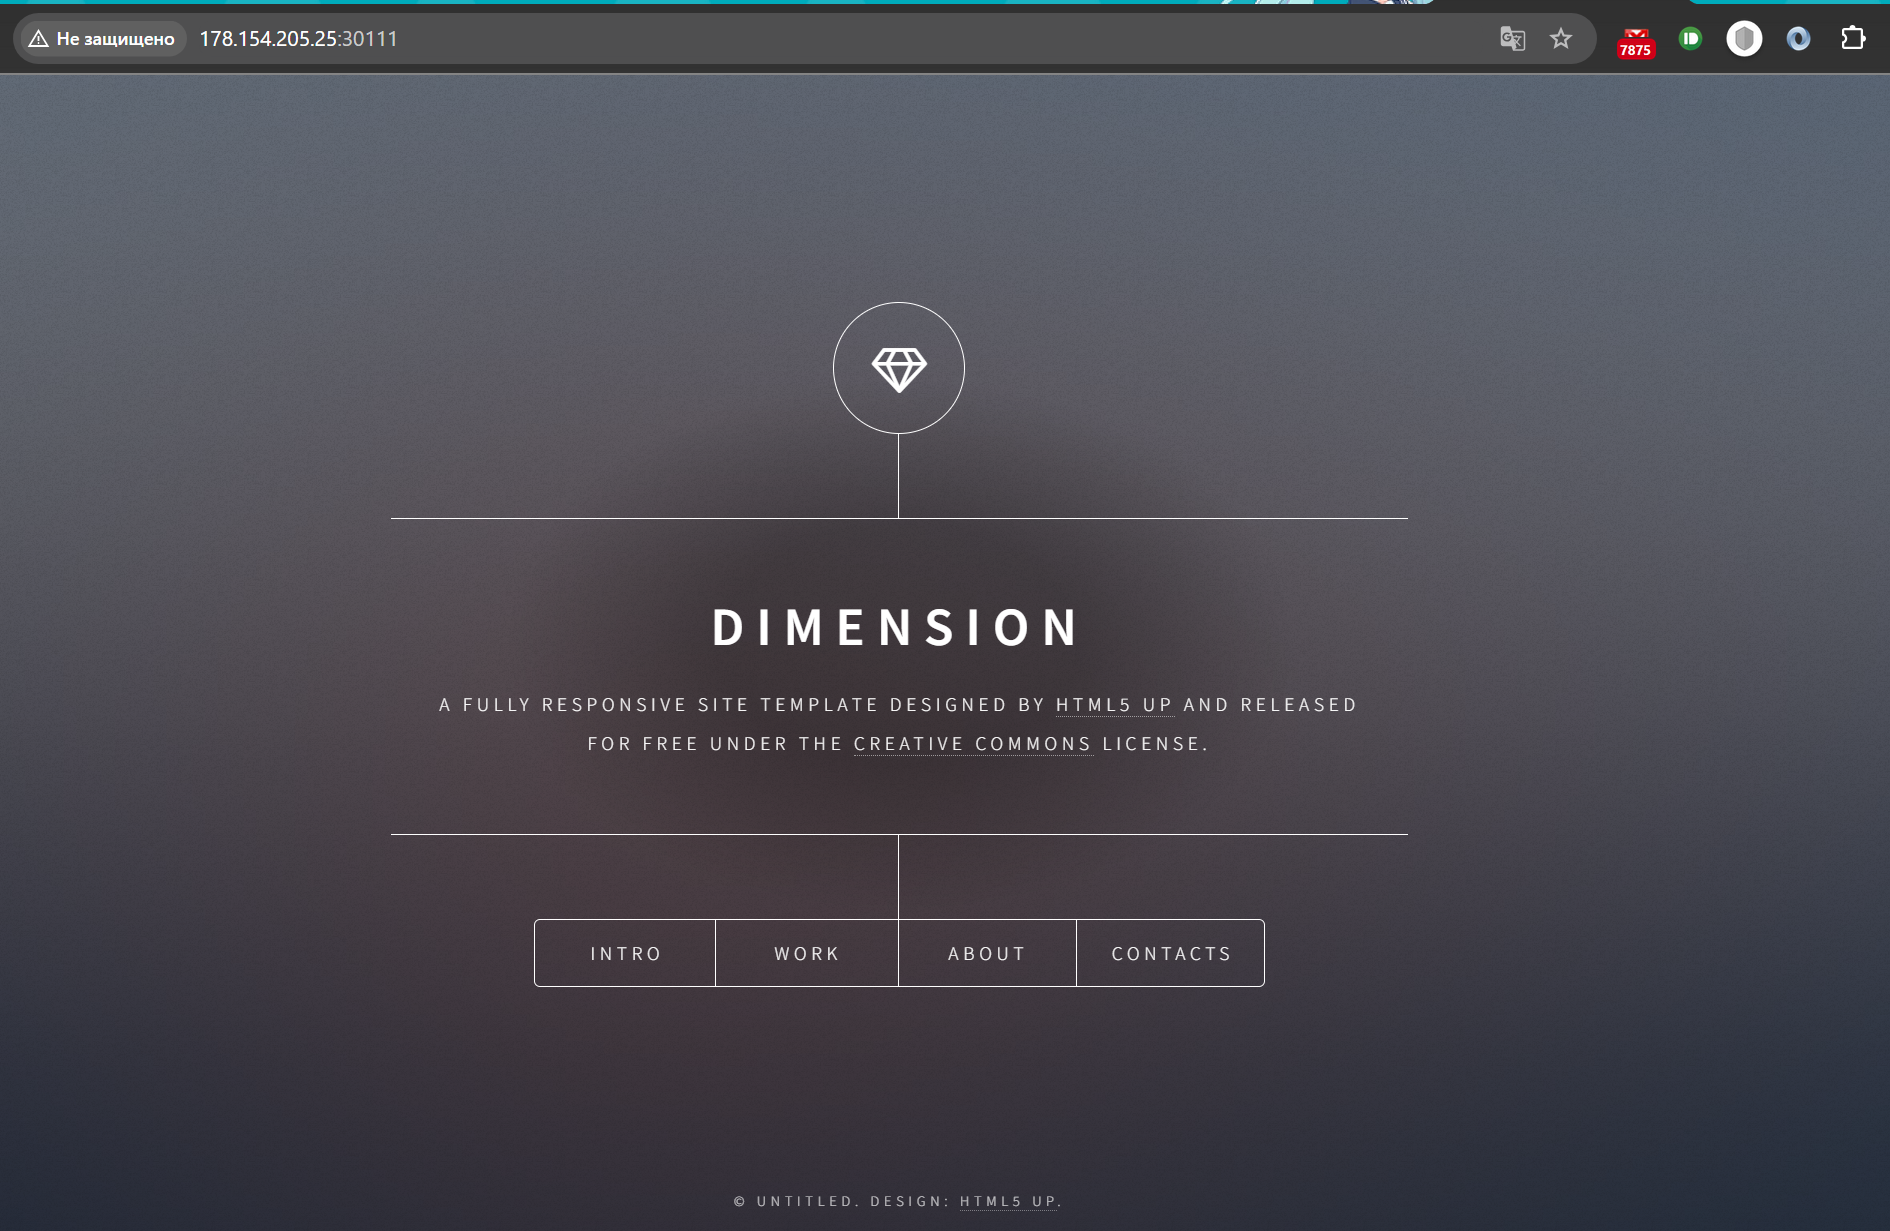 Не защищено 178.154.205.25:30111
7875
DIMENSION
A FULLY RESPONSIVE SITE TEMPLATE DESIGNED BY HTML5 UP AND RELEASED
FOR FREE UNDER THE CREATIVE COMMONS LICENSE.
INTRO WORK ABOUT CONTACTS
© UNTITLED. DESIGN: HTML5 UP.